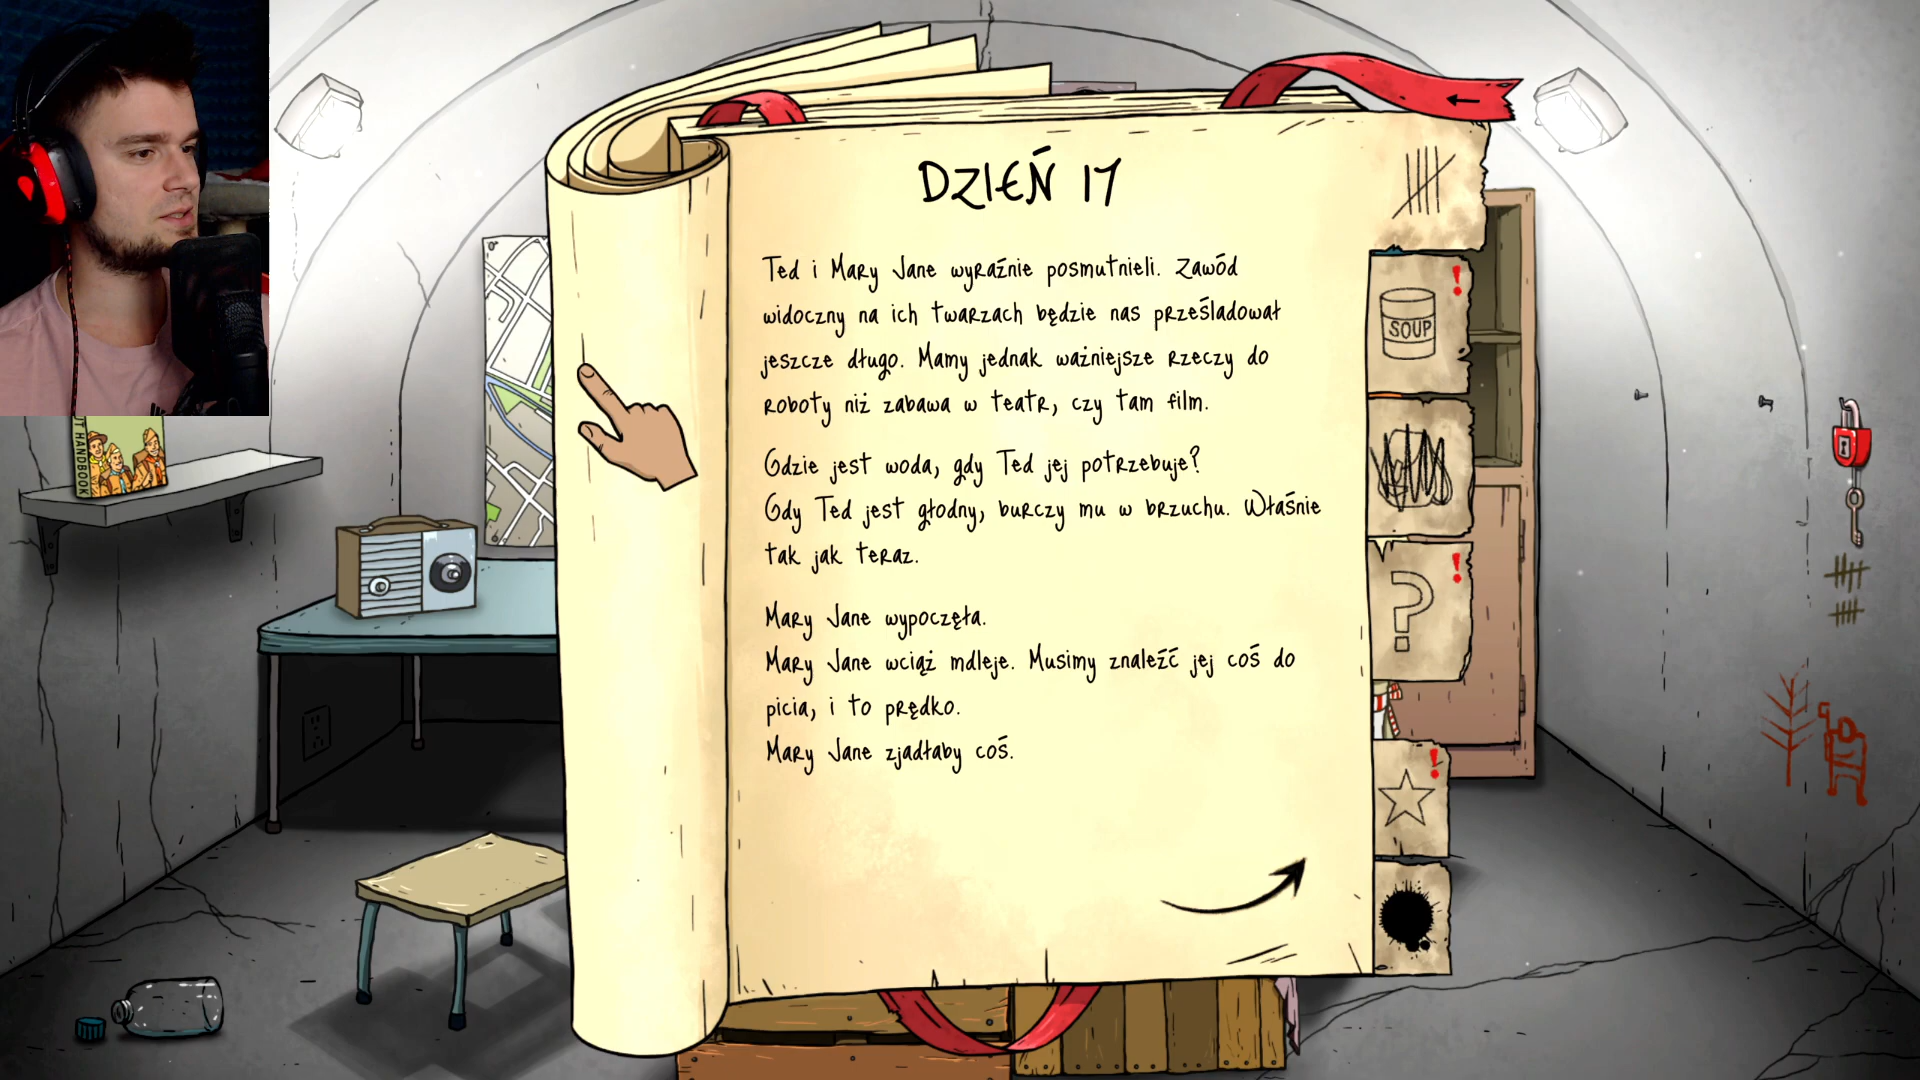 DZIEŃ 17
Ted i Mary Jane wyraźnie posmutnieli. Zawód
widoczny na ich twarzach będzie nas prześladował
jeszcze długo. Mamy jednak ważniejsze rzeczy do
roboty niż zabawa w teatr, czy tam film.
Gdzie jest woda, gdy Ted jej potrzebuje?
Gdy Ted jest głodny, burczy mu w brzuchu. Właśnie
tak jak teraz.
Mary Jane wypoczęta.
Mary Jane wciąż mdleje. Musimy znaleźć jej coś do
picia, i to prędko.
Mary Jane zjadłaby coś.
SOUP
!
?
!
!
HANDBOOK